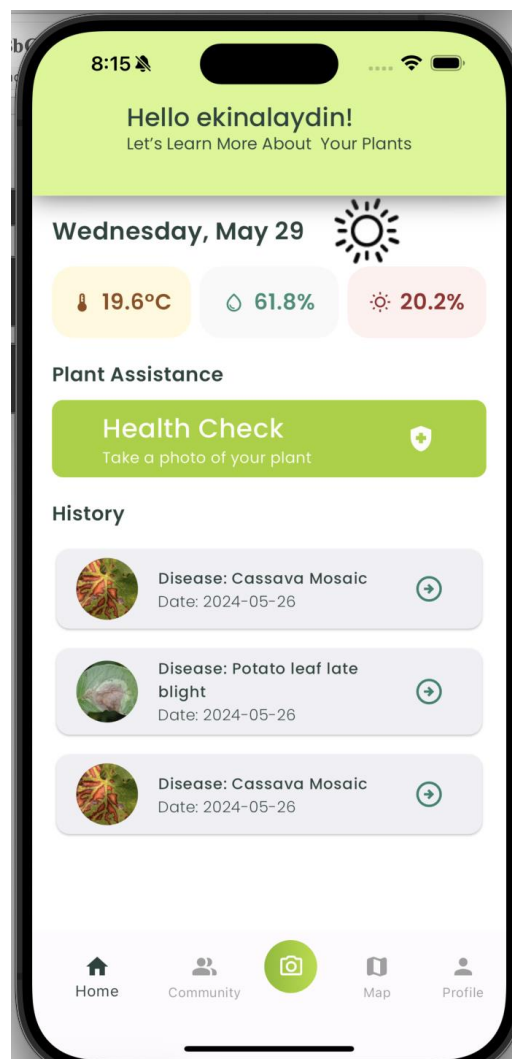 8:15
Hello ekinalaydin!
Let's Learn More About Your Plants
Wednesday, May 29
19.6°C
61.8%
20.2%
Plant Assistance
Health Check
Take a photo of your plant
History
Disease: Cassava Mosaic
Date: 2024-05-26
Disease: Potato leaf late
blight
Date: 2024-05-26
Disease: Cassava Mosaic
Date: 2024-05-26
Home
Community
Map
Profile